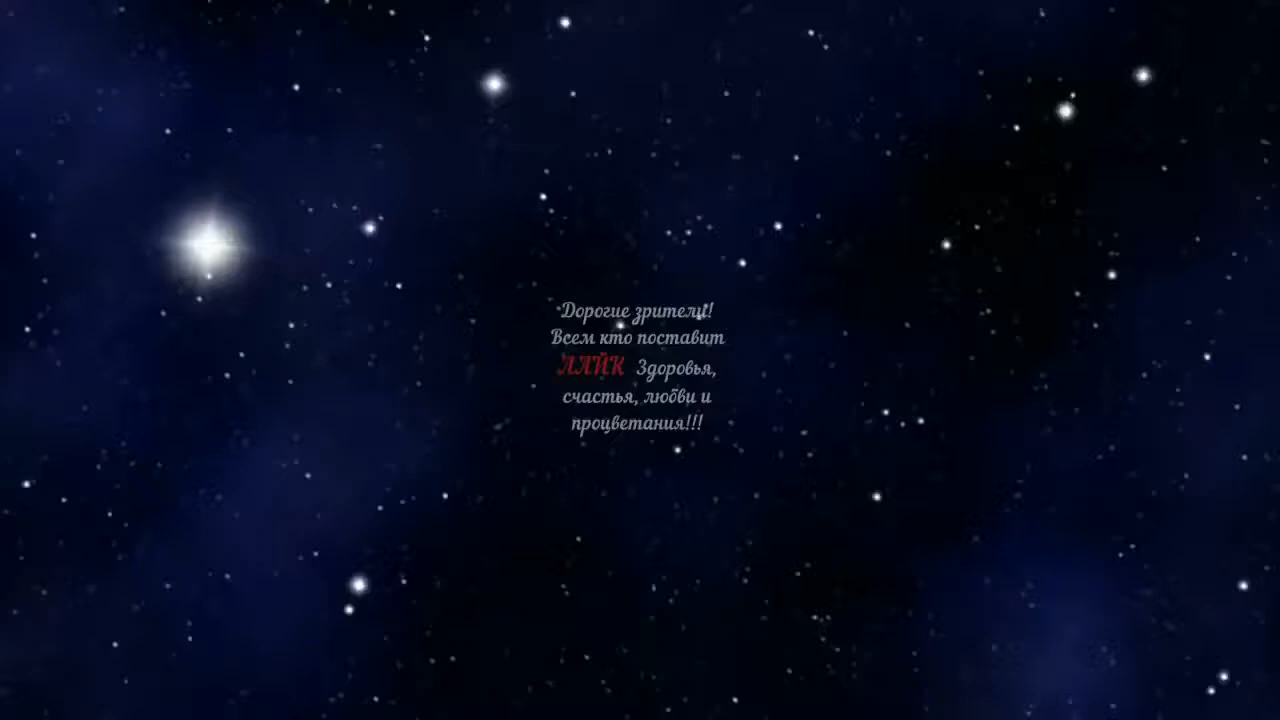 Дорогие зрители!
Всем кто поставит
ЛАЙК Здоровья,
счастья, любви и
процветания!!!